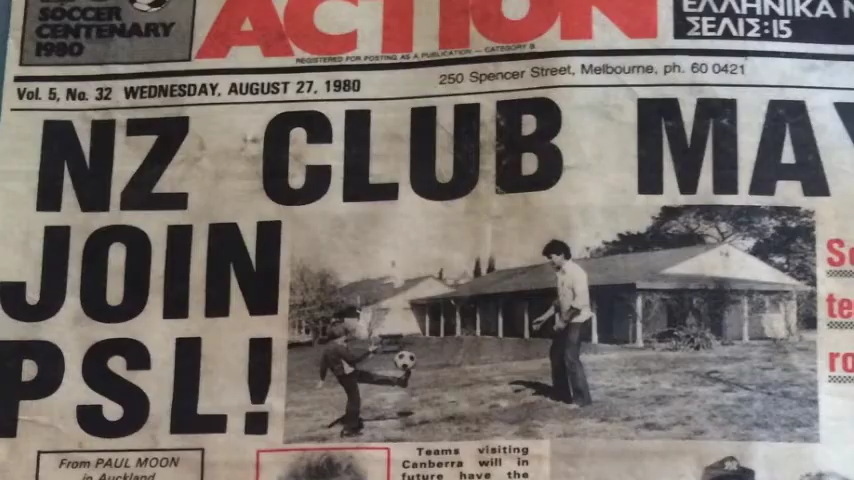 SOCCER
CENTENARY
1980
ACTION
ΕΛΛΗΝΙΚΑ
ΣΕΛΙΣ:15
REGISTERED FOR POSTING AS A PUBLICATION — CATEGORY B
Vol. 5, No. 32 WEDNESDAY, AUGUST 27, 1980
250 Spencer Street, Melbourne, ph. 60 0421
NZ CLUB MAY
JOIN
PSL!
From PAUL MOON
in Auckland
Teams visiting
Canberra will in
future have the